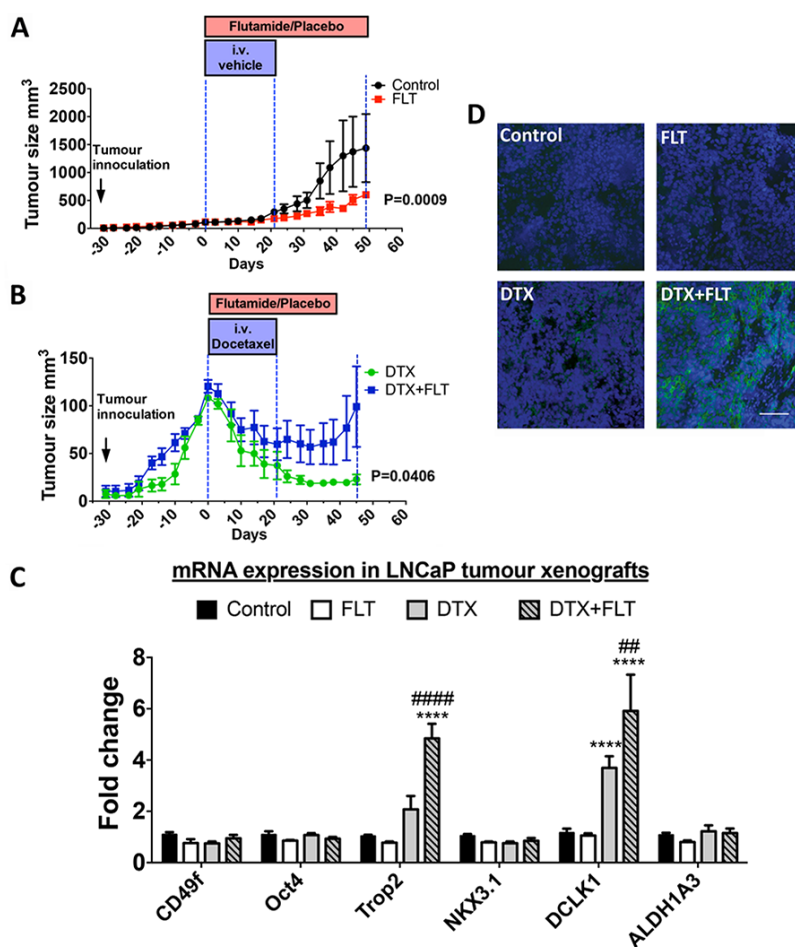 A
Flutamide/Placebo
i.v.
vehicle
Control
FLT
Tumour size mm3
2500
2000
1500
1000
500
0
Tumour
innoculation
P=0.0009
-30 -20 -10 0 10 20 30 40 50 60
Days
B
Flutamide/Placebo
i.v.
Docetaxel
DTX
DTX+FLT
Tumour size mm3
150
100
50
0
Tumour
innoculation
P=0.0406
-30 -20 -10 0 10 20 30 40 50 60
Days
D
Control
FLT
DTX
DTX+FLT
C
mRNA expression in LNCaP tumour xenografts
Control FLT DTX DTX+FLT
Fold change
8
6
4
2
0
####
****
****
##
****
CD49f Oct4 Trop2 NKX3.1 DCLK1 ALDH1A3